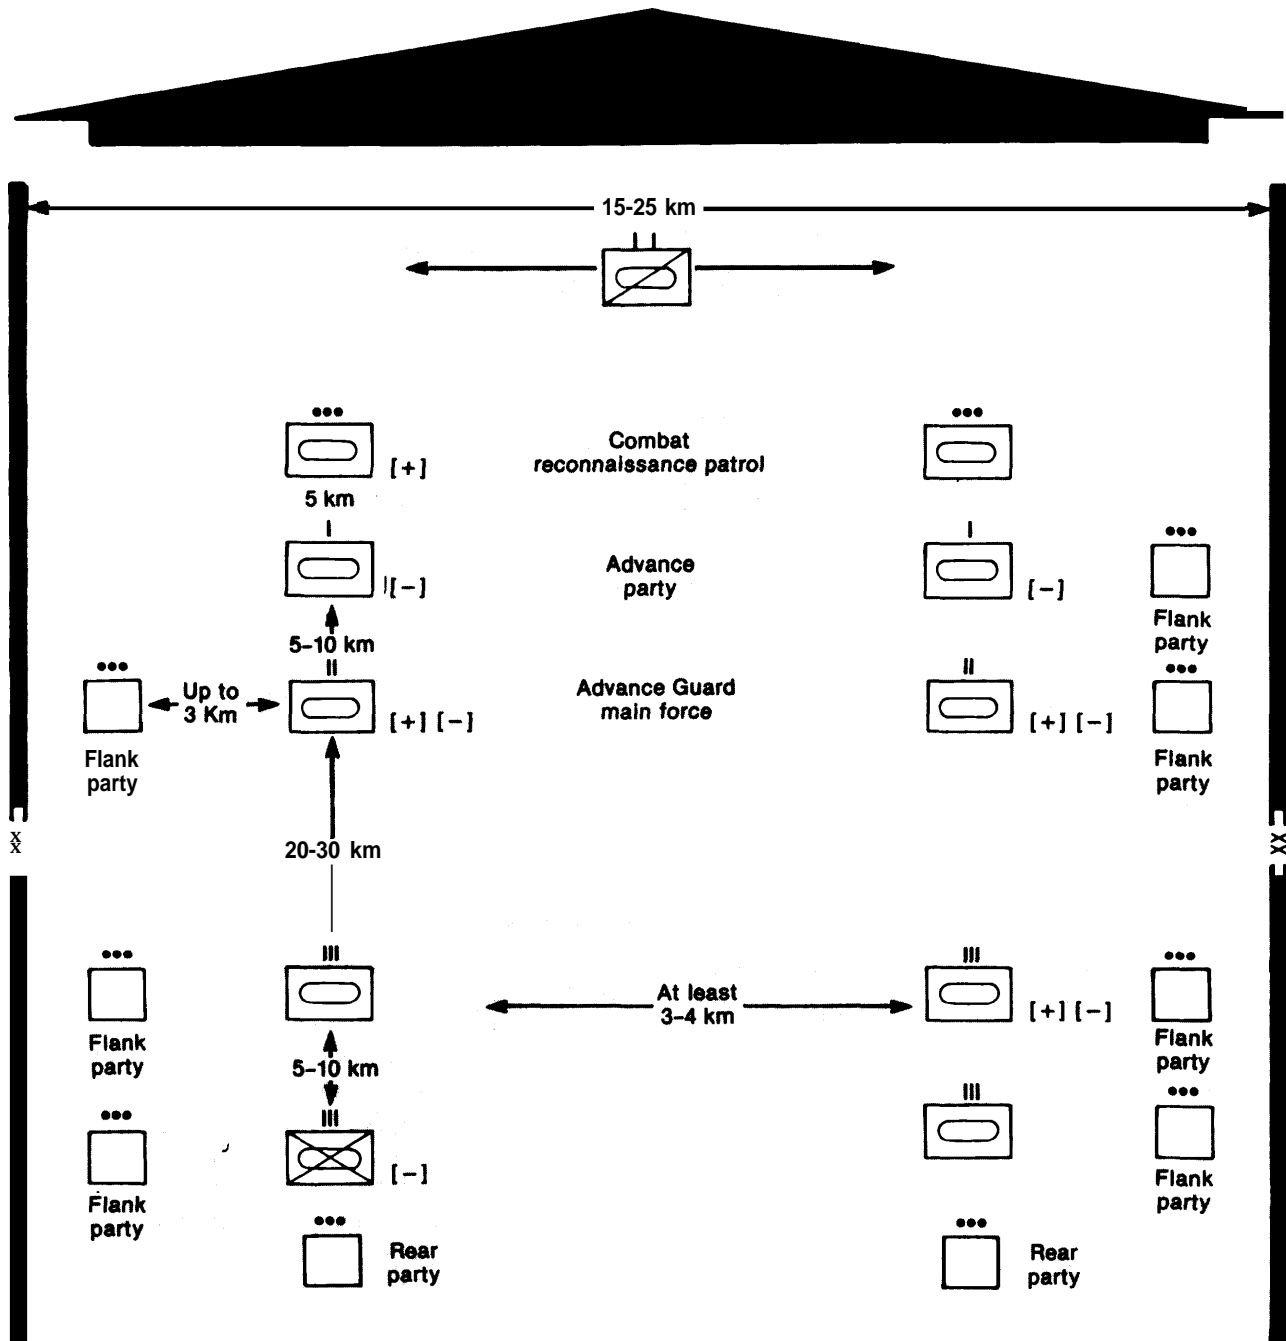 15-25 km
[+]
Combat
reconnaissance patrol
5 km
I
I
[-]
Advance
party
[-]
Flank
party
5-10 km
II
II
Up to
3 Km
[+] [-]
Advance Guard
main force
[+] [-]
Flank
party
Flank
party
XX
XX
20-30 km
III
III
At least
3-4 km
[+] [-]
Flank
party
Flank
party
5-10 km
III
III
[-]
Flank
party
Flank
party
Rear
party
Rear
party